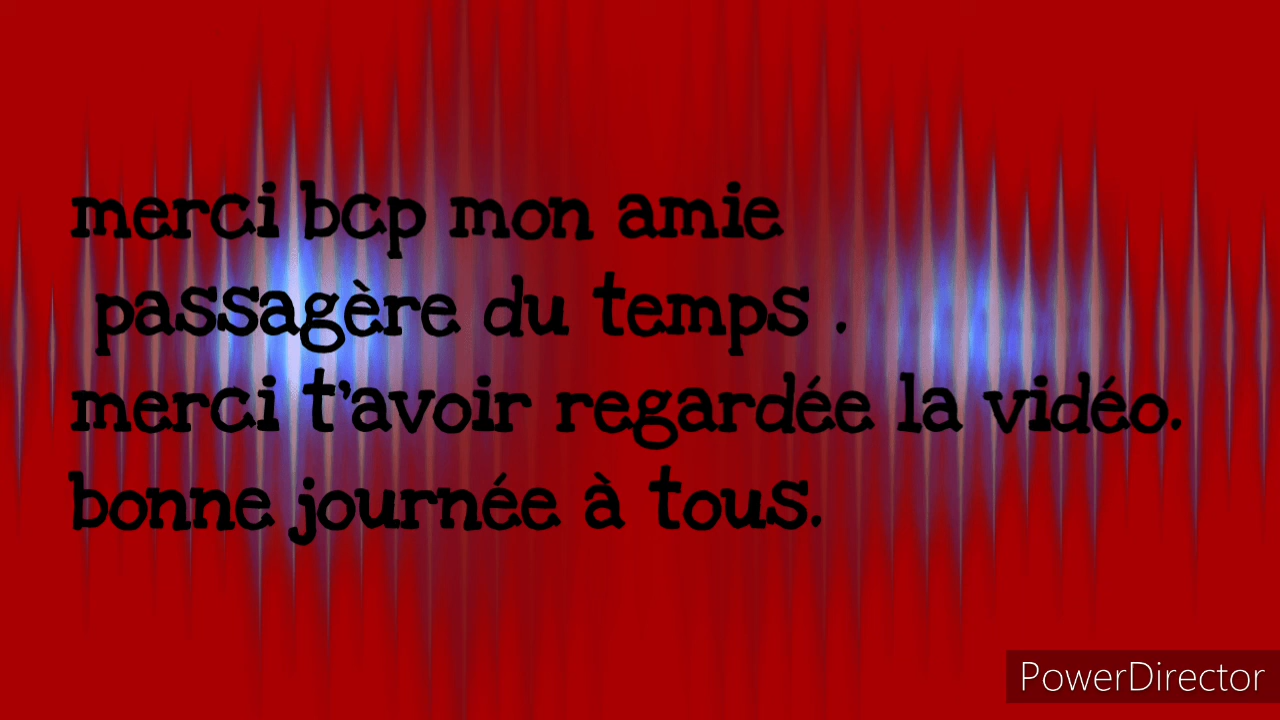 merci bcp mon amie
passagère du temps .
merci t'avoir regardée la vidéo.
bonne journée à tous.
PowerDirector